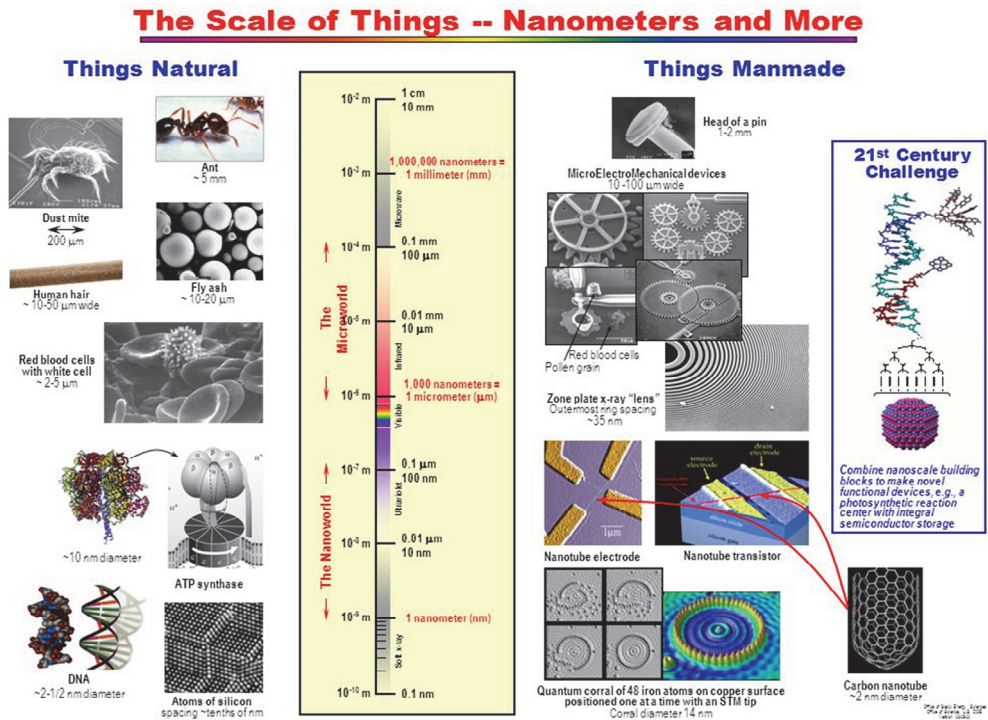 The Scale of Things -- Nanometers and More
Things Natural
Ant
~ 5 mm
Dust mite
200 μm
Fly ash
~ 10-20 μm
Human hair
~ 10-50 μm wide
Red blood cells
with white cell
~ 2-5 μm
~10 nm diameter
ATP synthase
DNA
~2-1/2 nm diameter
Atoms of silicon
spacing ~tenths of nm
10⁻² m
1 cm
10 mm
1,000,000 nanometers =
10⁻³ m
1 millimeter (mm)
Microwave
10⁻⁴ m
0.1 mm
100 μm
The
Microworld
10⁻⁵ m
0.01 mm
10 μm
Infrared
1,000 nanometers =
10⁻⁶ m
1 micrometer (μm)
Visible
10⁻⁷ m
0.1 μm
100 nm
Ultraviolet
The Nanoworld
10⁻⁸ m
0.01 μm
10 nm
10⁻⁹ m
1 nanometer (nm)
Soft x-ray
10⁻¹⁰ m
0.1 nm
Things Manmade
Head of a pin
1-2 mm
MicroElectroMechanical devices
10 -100 μm wide
Red blood cells
Pollen grain
Zone plate x-ray "lens"
Outermost ring spacing
~35 nm
1μm
Nanotube electrode
source
electrode
drain
electrode
silicon oxide
silicon gate
Nanotube transistor
Quantum corral of 48 iron atoms on copper surface
positioned one at a time with an STM tip
Corral diameter 14 nm
Carbon nanotube
~2 nm diameter
21st Century
Challenge
Combine nanoscale building
blocks to make novel
functional devices, e.g., a
photosynthetic reaction
center with integral
semiconductor storage